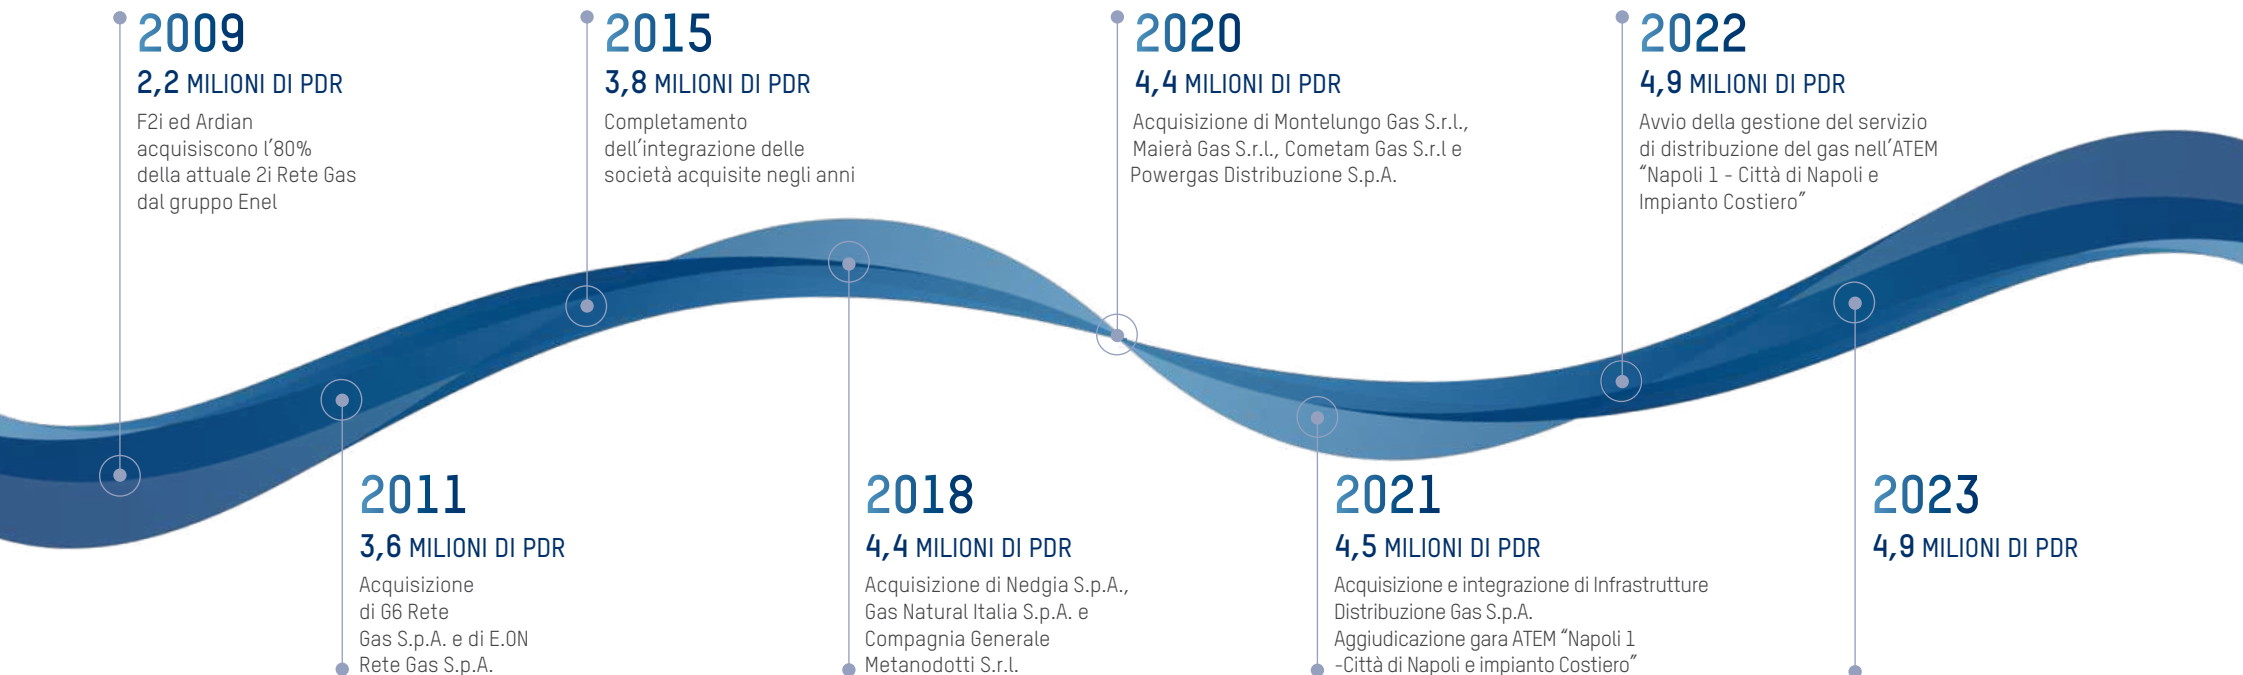 2009
2,2 MILIONI DI PDR
F2i ed Ardian
acquisiscono l'80%
della attuale 2i Rete Gas
dal gruppo Enel
2015
3,8 MILIONI DI PDR
Completamento
dell'integrazione delle
società acquisite negli anni
2020
4,4 MILIONI DI PDR
Acquisizione di Montelungo Gas S.r.l.,
Maierà Gas S.r.l., Cometam Gas S.r.l e
Powergas Distribuzione S.p.A.
2022
4,9 MILIONI DI PDR
Avvio della gestione del servizio
di distribuzione del gas nell'ATEM
"Napoli 1 - Città di Napoli e
Impianto Costiero"
2011
3,6 MILIONI DI PDR
Acquisizione
di G6 Rete
Gas S.p.A. e di E.ON
Rete Gas S.p.A.
2018
4,4 MILIONI DI PDR
Acquisizione di Nedgia S.p.A.,
Gas Natural Italia S.p.A. e
Compagnia Generale
Metanodotti S.r.l.
2021
4,5 MILIONI DI PDR
Acquisizione e integrazione di Infrastrutture
Distribuzione Gas S.p.A.
Aggiudicazione gara ATEM "Napoli 1
-Città di Napoli e impianto Costiero"
2023
4,9 MILIONI DI PDR